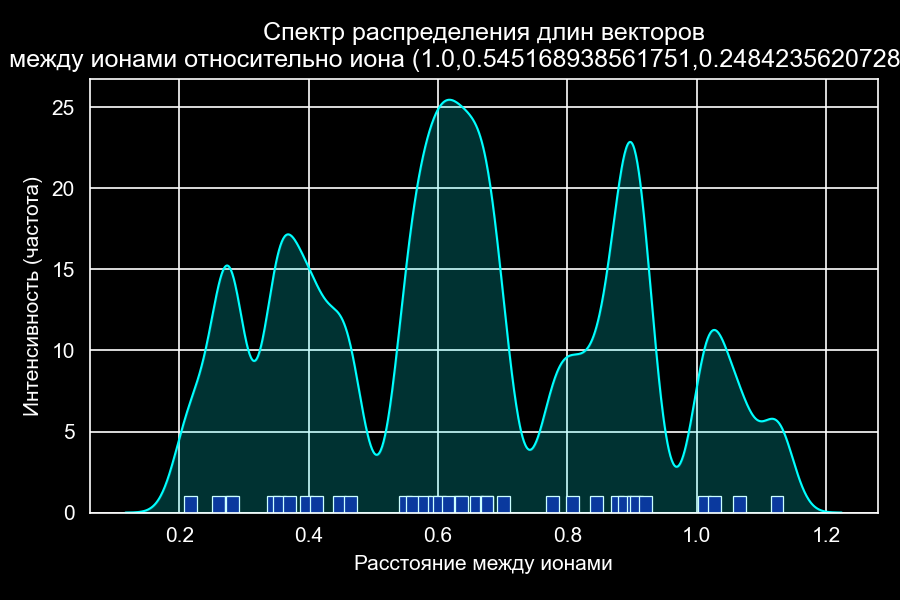 Спектр распределения длин векторов
между ионами относительно иона (1.0,0.545168938561751,0.2484235620728
Интенсивность (частота)
25
20
15
10
5
0
0.2 0.4 0.6 0.8 1.0 1.2
Расстояние между ионами